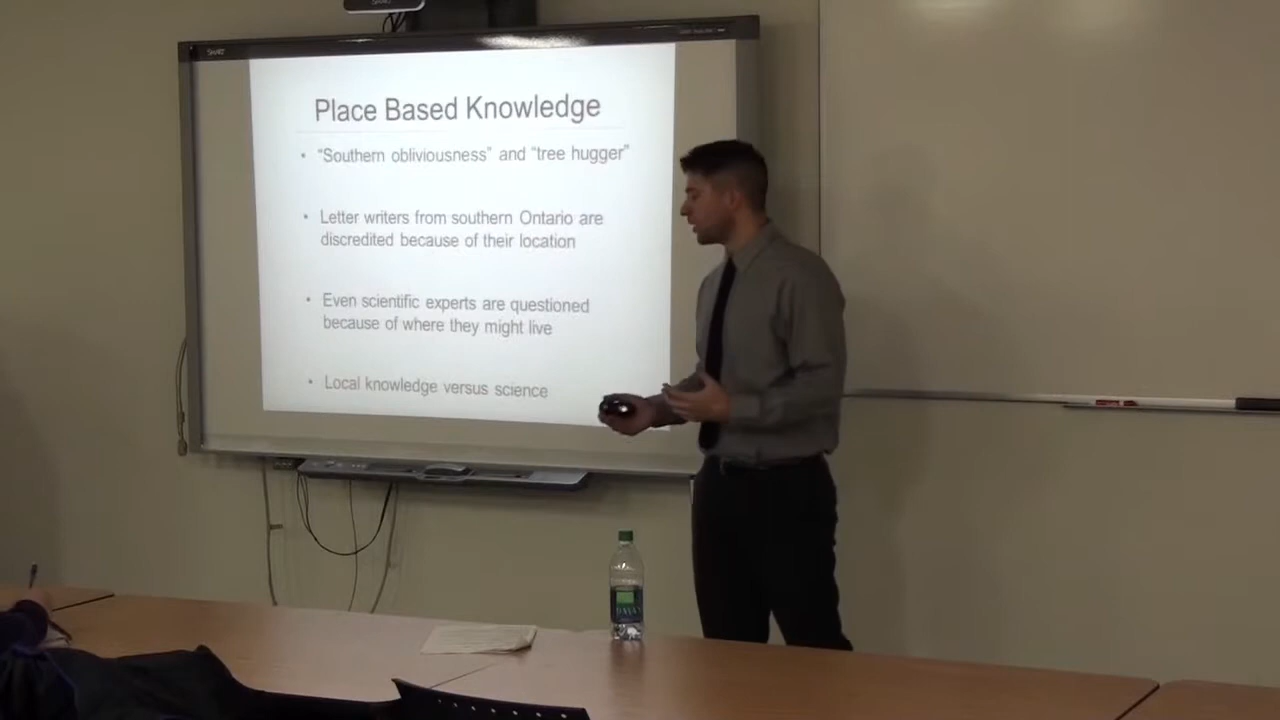 SMART
Place Based Knowledge
• “Southern obliviousness” and “tree hugger”
• Letter writers from southern Ontario are
discredited because of their location
• Even scientific experts are questioned
because of where they might live
• Local knowledge versus science